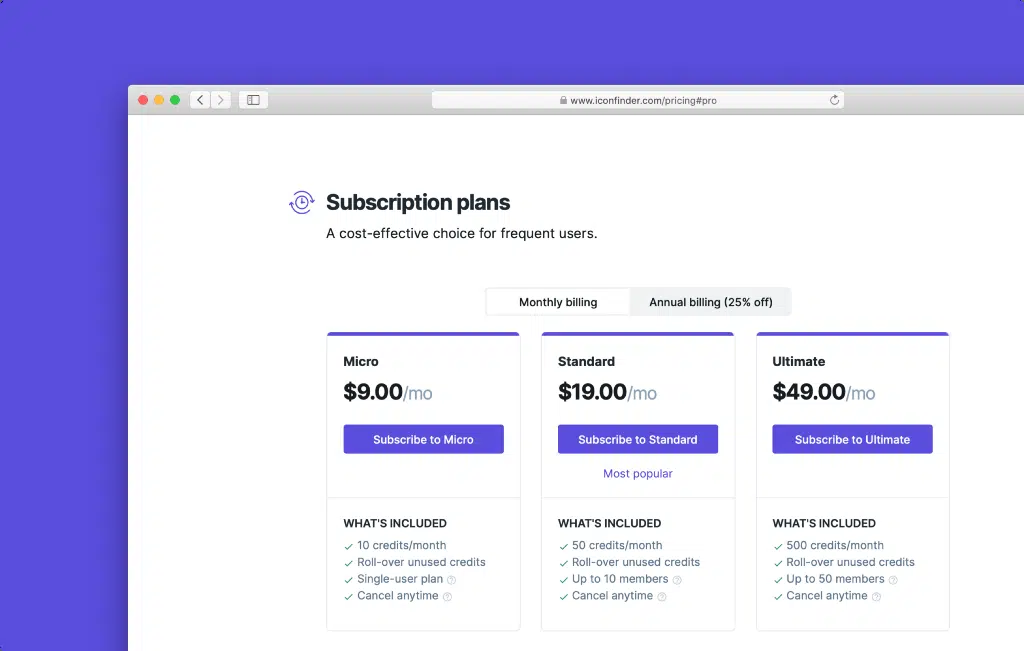 www.iconfinder.com/pricing#pro
Subscription plans
A cost-effective choice for frequent users.
Monthly billing
Annual billing (25% off)
Micro
$9.00/mo
Subscribe to Micro
WHAT'S INCLUDED
10 credits/month
Roll-over unused credits
Single-user plan ?
Cancel anytime ?
Standard
$19.00/mo
Subscribe to Standard
Most popular
WHAT'S INCLUDED
50 credits/month
Roll-over unused credits
Up to 10 members ?
Cancel anytime ?
Ultimate
$49.00/mo
Subscribe to Ultimate
WHAT'S INCLUDED
500 credits/month
Roll-over unused credits
Up to 50 members ?
Cancel anytime ?